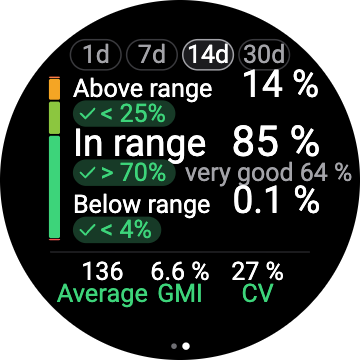 1d 7d 14d 30d
Above range 14 %
< 25%
In range 85 %
> 70% very good 64 %
Below range 0.1 %
< 4%
136 6.6 % 27 %
Average GMI CV